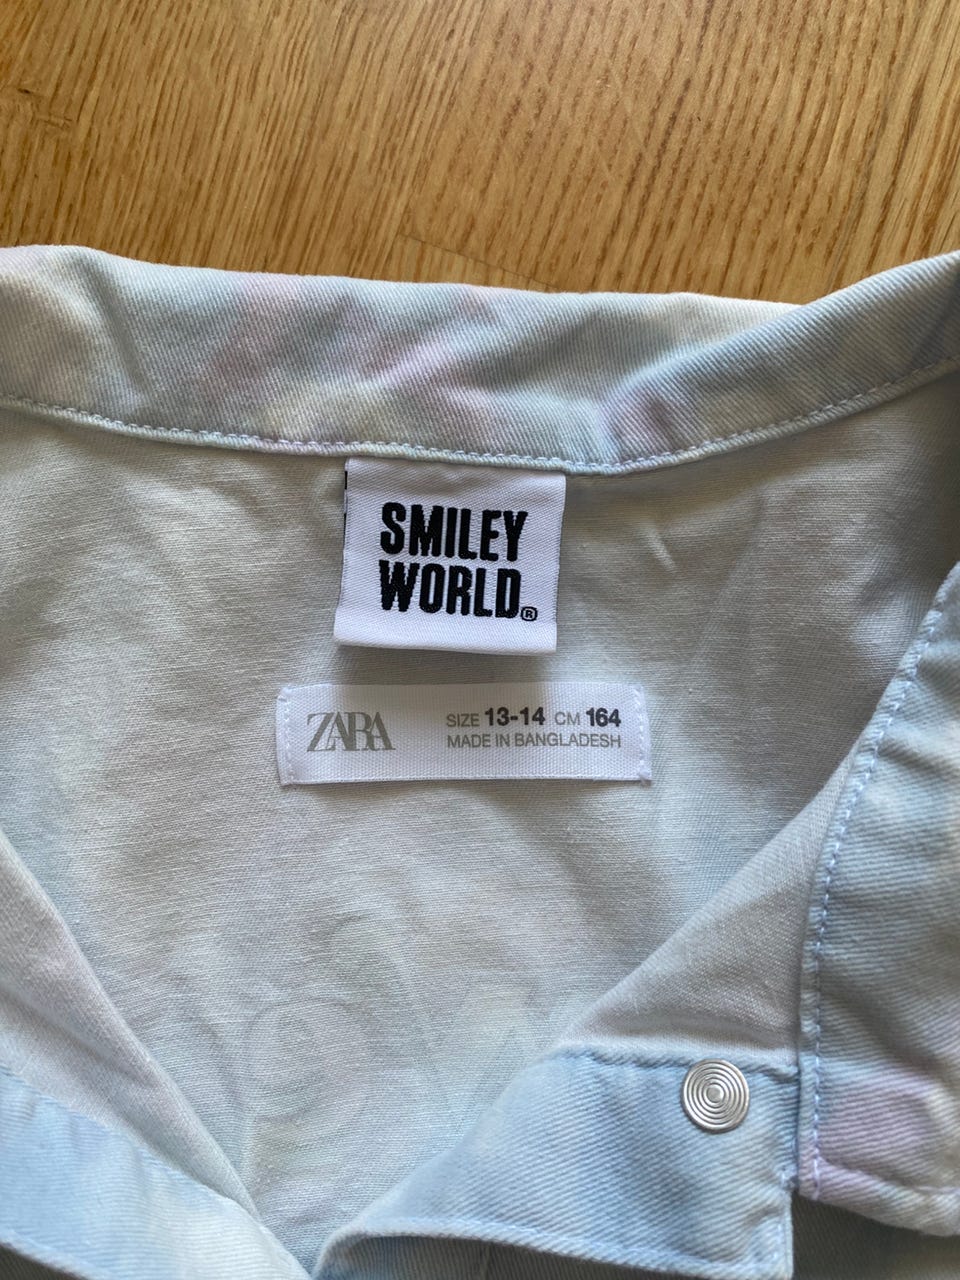 SMILEY
WORLD®
ZARA
SIZE 13-14 CM 164
MADE IN BANGLADESH